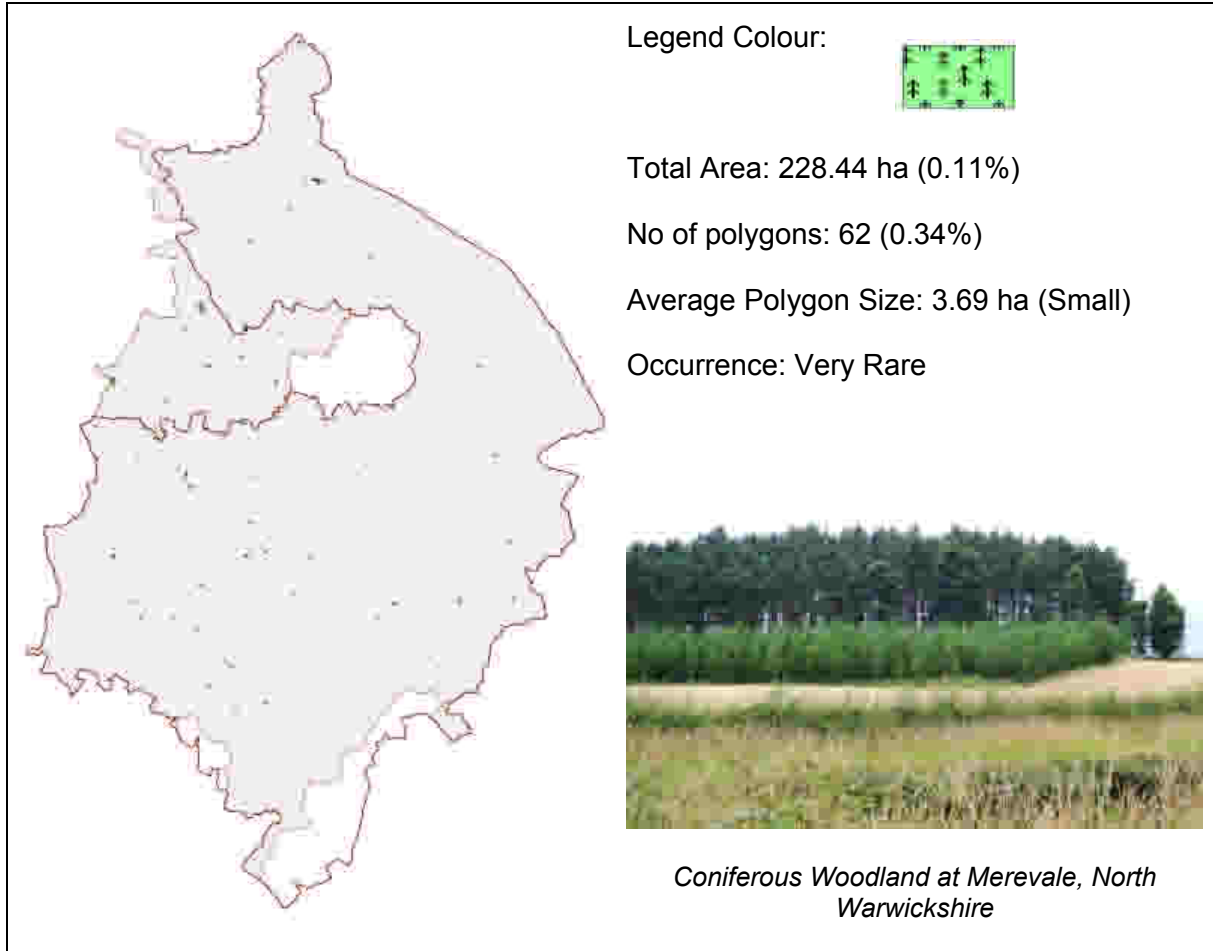 Legend Colour:
Total Area: 228.44 ha (0.11%)
No of polygons: 62 (0.34%)
Average Polygon Size: 3.69 ha (Small)
Occurrence: Very Rare
Coniferous Woodland at Merevale, North
Warwickshire